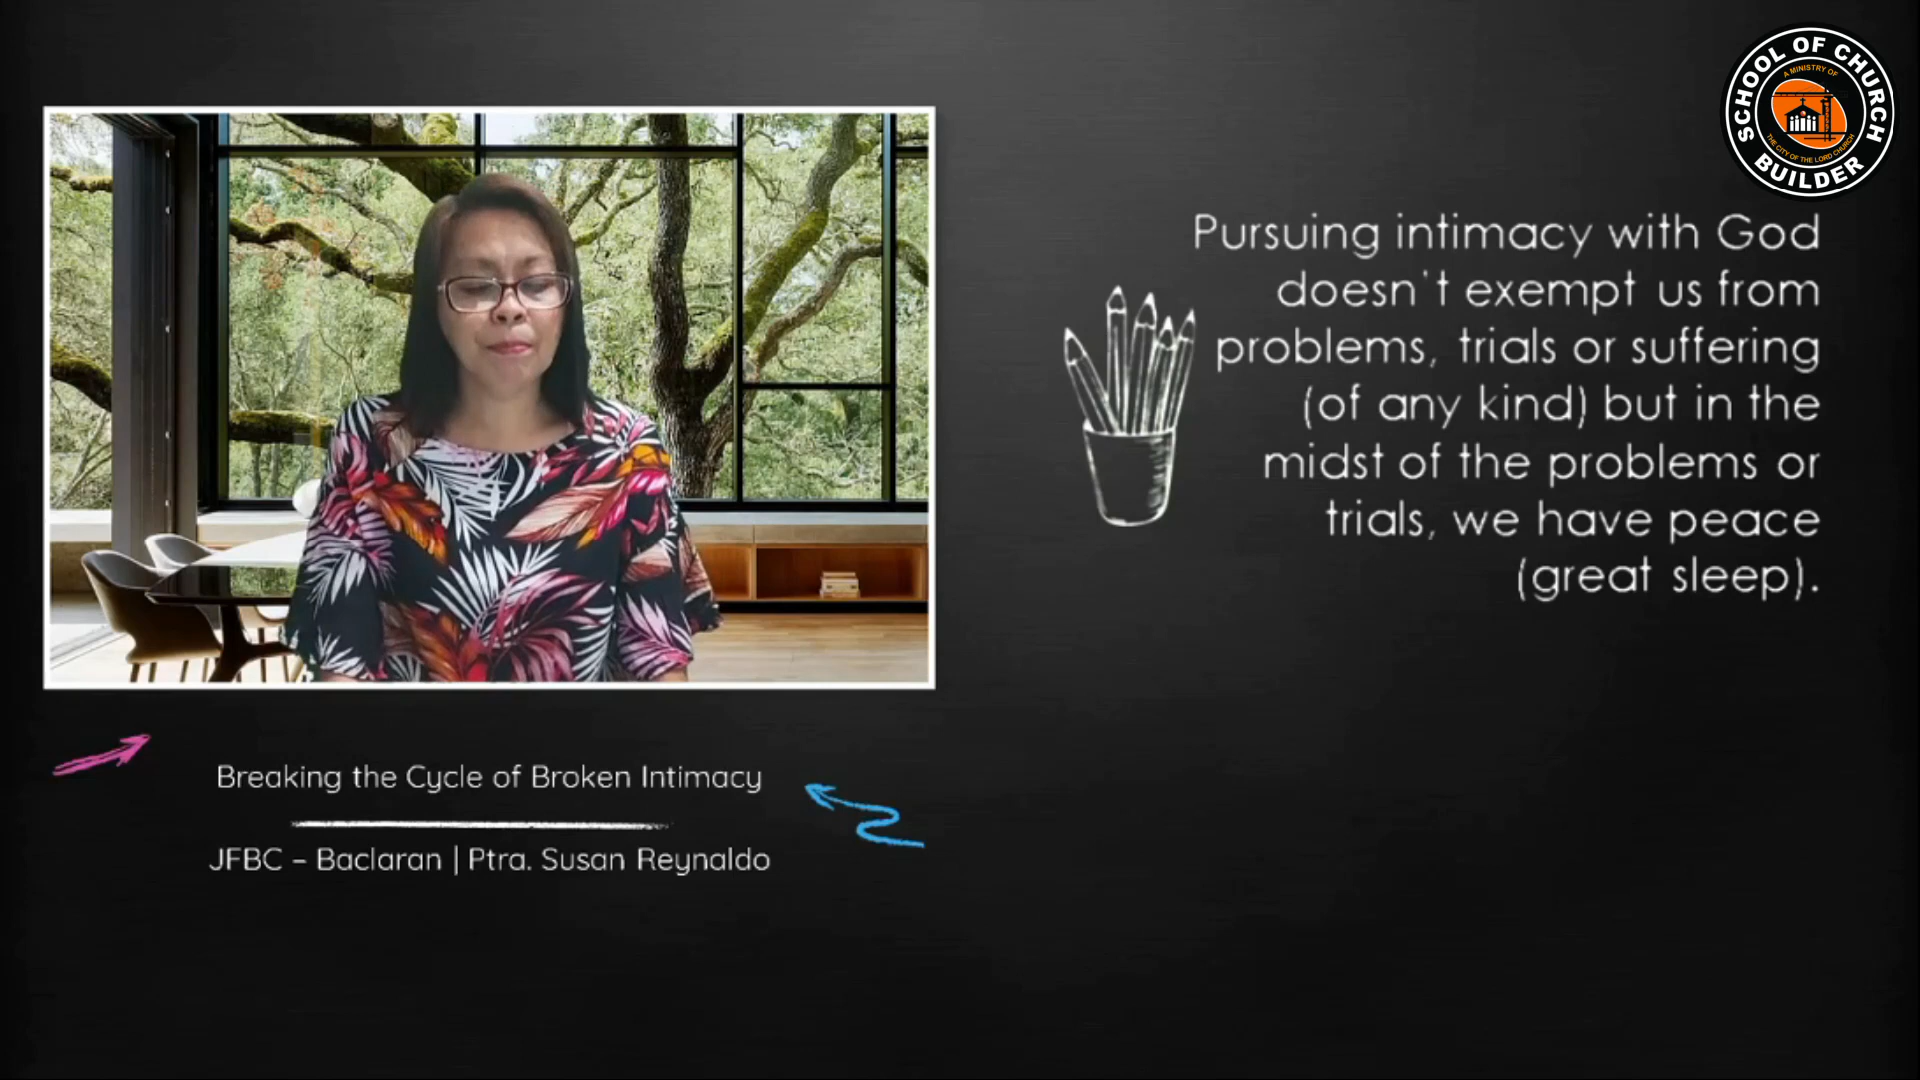 SCHOOL OF CHURCH
BUILDER
A MINISTRY OF
THE CITY OF THE LORD CHURCH
Pursuing intimacy with God
doesn't exempt us from
problems, trials or suffering
(of any kind) but in the
midst of the problems or
trials, we have peace
(great sleep).
Breaking the Cycle of Broken Intimacy
JFBC – Baclaran | Ptra. Susan Reynaldo